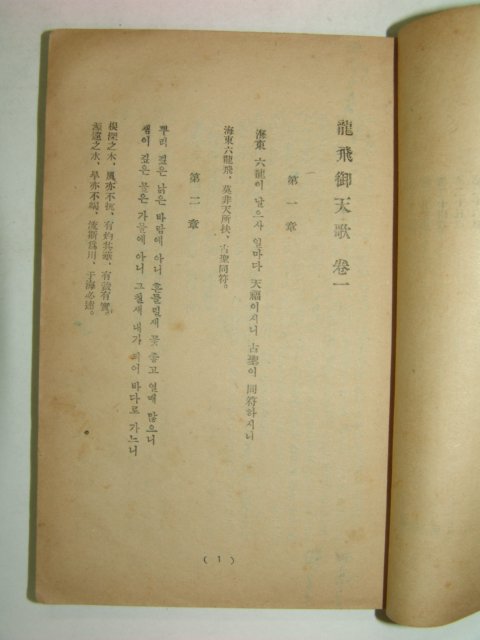 龍飛御天歌 卷一
第一章
海東 六龍이 날으사 일마다 天福이시니 古聖이 同符하시니
海東六龍飛、莫非天所扶、古聖同符。
第二章
뿌리 깊은 남은 바람에 아니 흔들릴새 꽃 좋고 열매 많으니
샘이 깊은 물은 가물에 아니 그칠새 내가 되어 바다로 가느니
根深之木、風亦不扤、有灼其華、有蕡有實。
源遠之水、旱亦不竭、流斯爲川、于海必達。
( 1 )